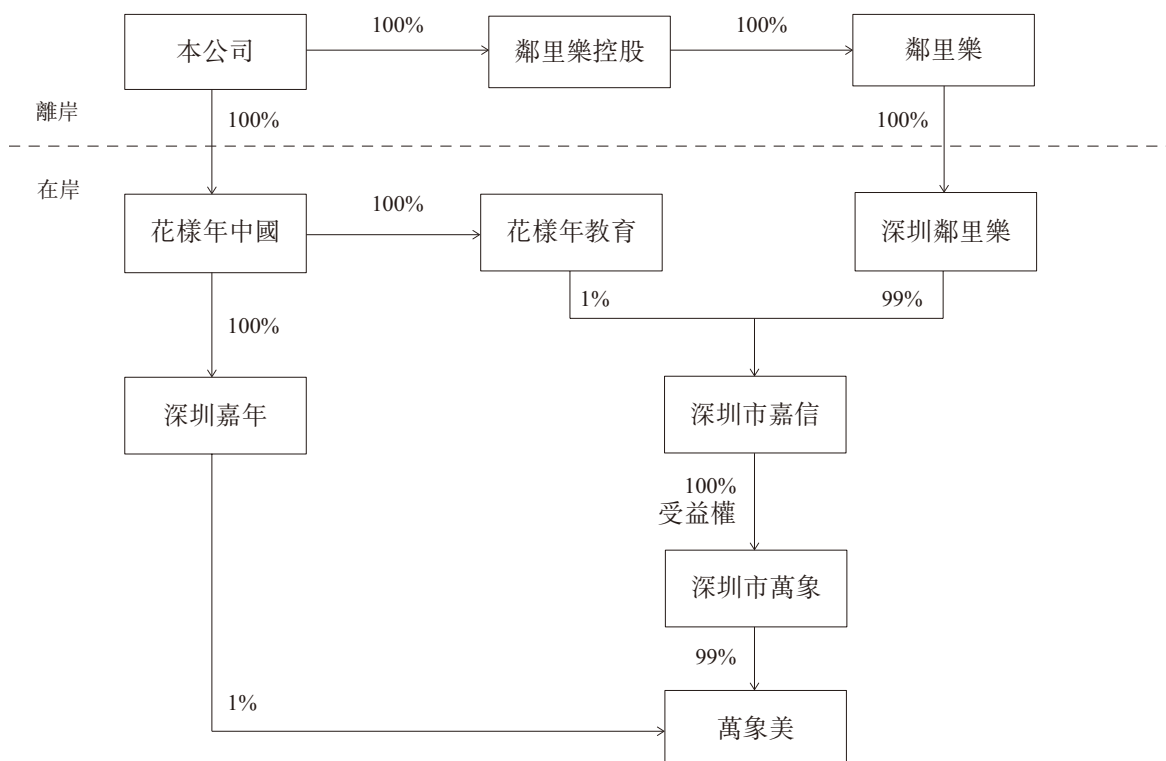 本公司
100%
鄰里樂控股
100%
鄰里樂
離岸
100%
100%
在岸
花樣年中國
100%
花樣年教育
深圳鄰里樂
1%
99%
100%
深圳嘉年
深圳市嘉信
100%
受益權
深圳市萬象
99%
1%
萬象美